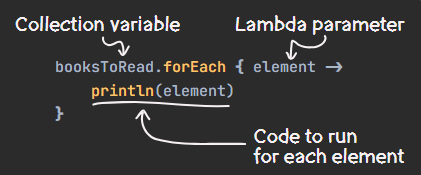 Collection variable
Lambda parameter
booksToRead.forEach { element ->
println(element)
}
Code to run
for each element